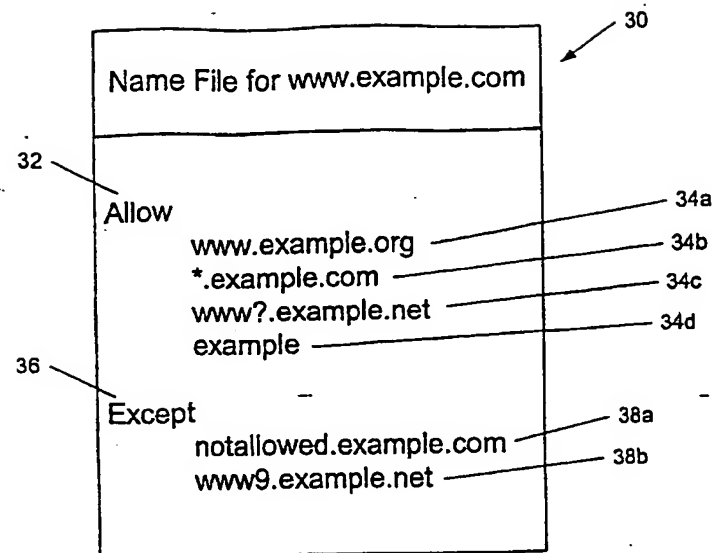 30
Name File for www.example.com
32
Allow
34a
www.example.org
34b
*.example.com
34c
www?.example.net
34d
example
36
Except
38a
notallowed.example.com
38b
www9.example.net